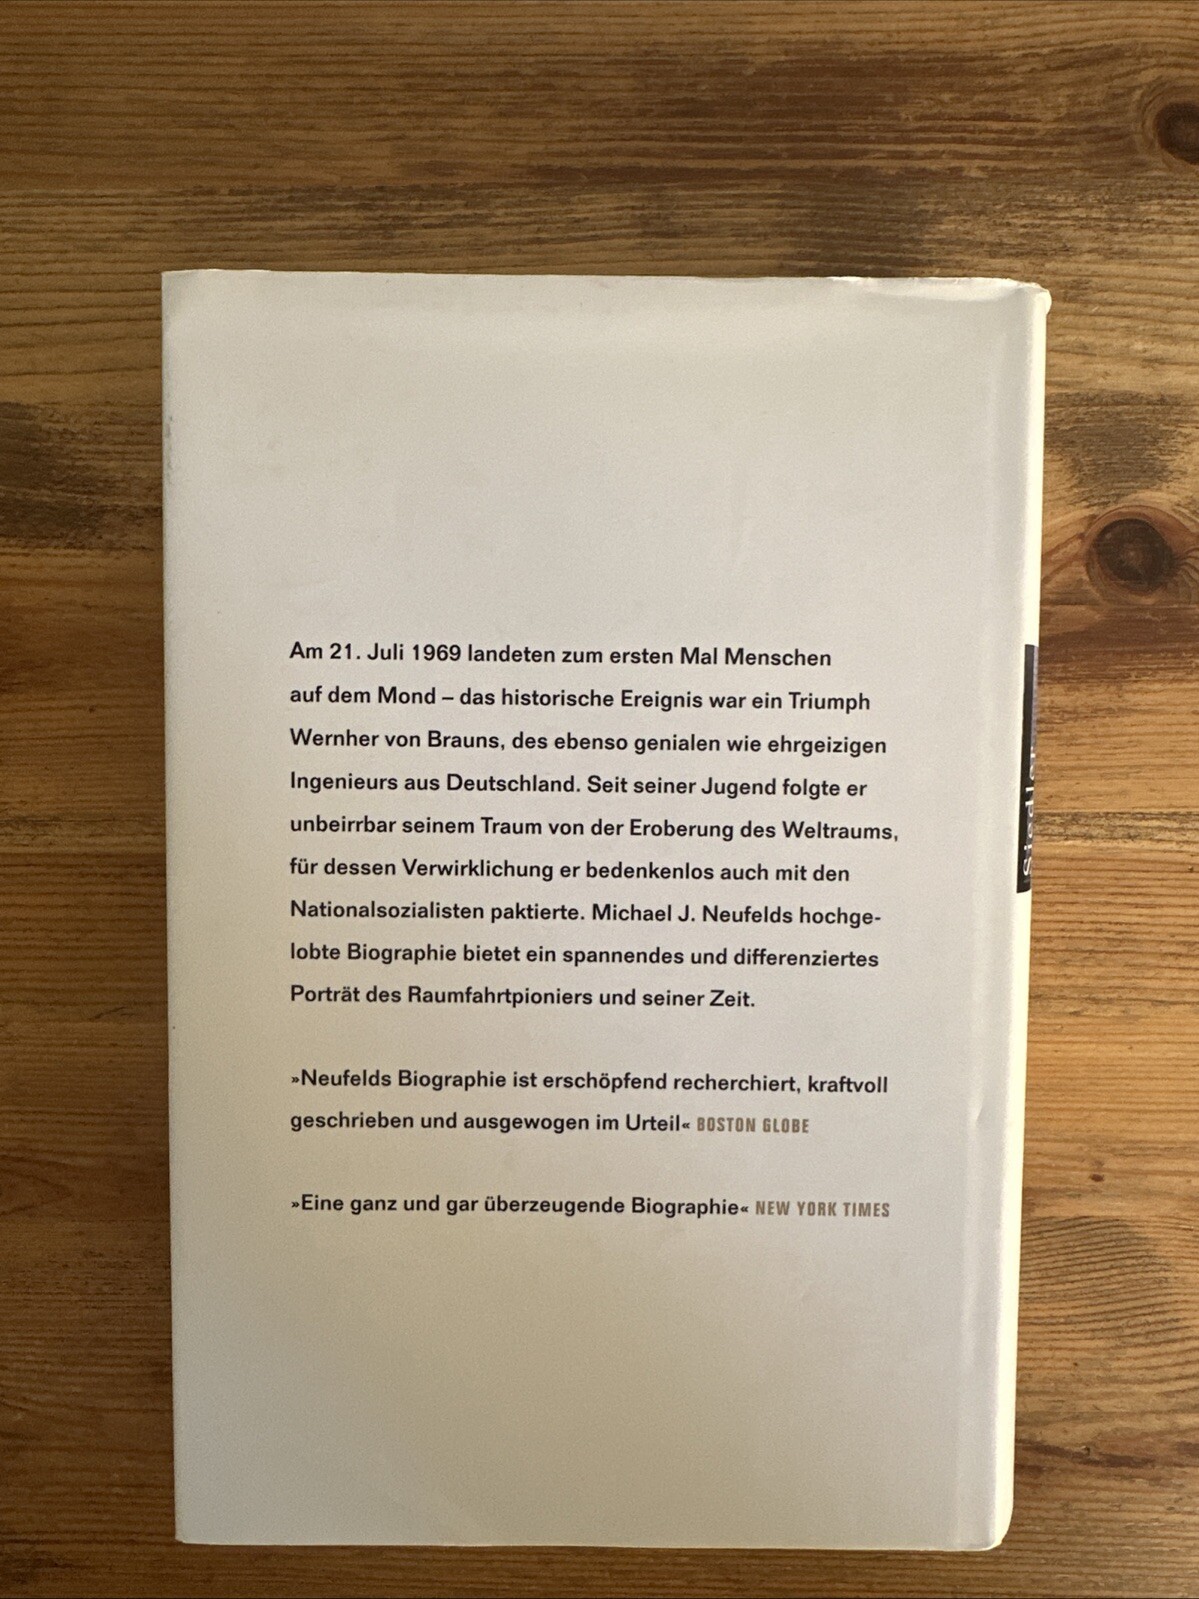 Am 21. Juli 1969 landeten zum ersten Mal Menschen
auf dem Mond – das historische Ereignis war ein Triumph
Wernher von Brauns, des ebenso genialen wie ehrgeizigen
Ingenieurs aus Deutschland. Seit seiner Jugend folgte er
unbeirrbar seinem Traum von der Eroberung des Weltraums,
für dessen Verwirklichung er bedenkenlos auch mit den
Nationalsozialisten paktierte. Michael J. Neufelds hochge-
lobte Biographie bietet ein spannendes und differenziertes
Porträt des Raumfahrtpioniers und seiner Zeit.
»Neufelds Biographie ist erschöpfend recherchiert, kraftvoll
geschrieben und ausgewogen im Urteil« BOSTON GLOBE
»Eine ganz und gar überzeugende Biographie« NEW YORK TIMES
Siedler